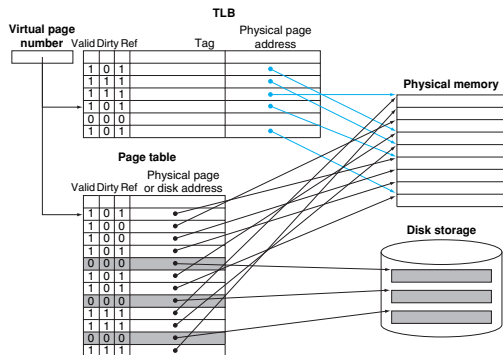 TLB
Virtual page
number
Valid Dirty Ref
Tag
Physical page
address
1 0 1
1 1 1
1 1 1
1 0 1
0 0 0
1 0 1
Physical memory
Page table
Physical page
Valid Dirty Ref or disk address
1 0 1
1 0 0
1 0 0
1 0 1
0 0 0
1 0 1
1 0 1
0 0 0
1 1 1
1 1 1
0 0 0
1 1 1
Disk storage